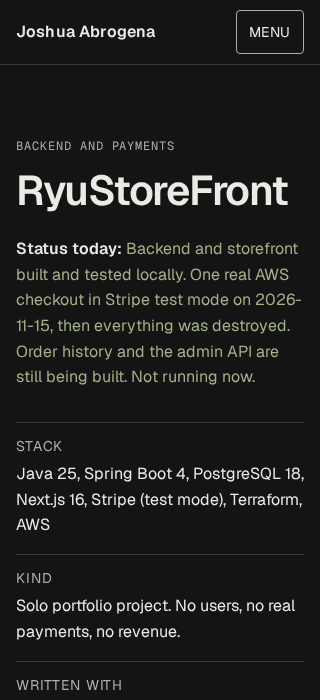 Joshua Abrogena
MENU
BACKEND AND PAYMENTS
RyuStoreFront
Status today: Backend and storefront
built and tested locally. One real AWS
checkout in Stripe test mode on 2026-
11-15, then everything was destroyed.
Order history and the admin API are
still being built. Not running now.
STACK
Java 25, Spring Boot 4, PostgreSQL 18,
Next.js 16, Stripe (test mode), Terraform,
AWS
KIND
Solo portfolio project. No users, no real
payments, no revenue.
WRITTEN WITH